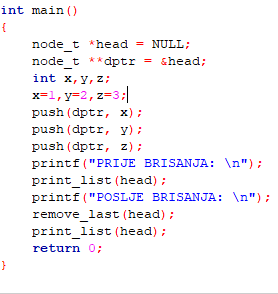 int main()
{
node_t *head = NULL;
node_t **dptr = &head;
int x,y,z;
x=1,y=2,z=3;
push(dptr, x);
push(dptr, y);
push(dptr, z);
printf("PRIJE BRISANJA: \n");
print_list(head);
printf("POSLJE BRISANJA: \n");
remove_last(head);
print_list(head);
return 0;
}